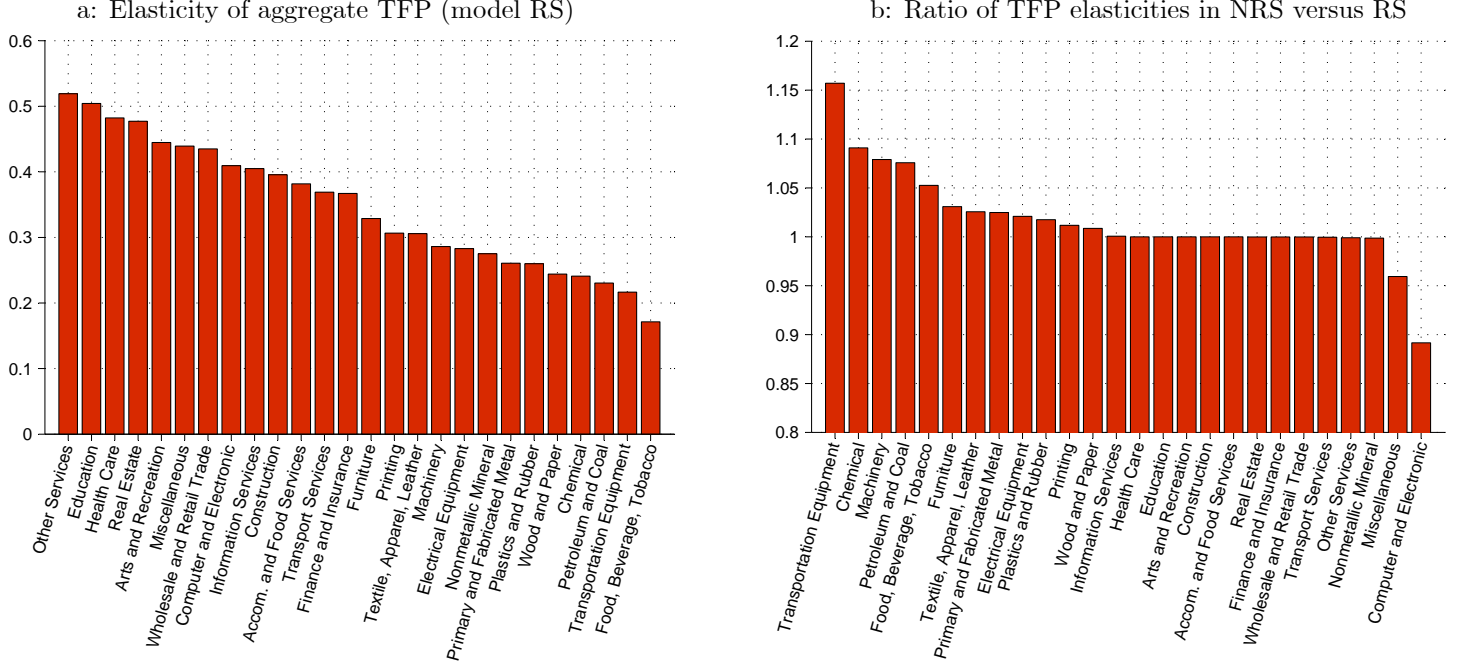 a: Elasticity of aggregate TFP (model RS)
0.6
0.5
0.4
0.3
0.2
0.1
0
Other Services
Education
Health Care
Real Estate
Arts and Recreation
Miscellaneous
Wholesale and Retail Trade
Computer and Electronic
Information Services
Construction
Accom. and Food Services
Transport Services
Finance and Insurance
Furniture
Printing
Textile, Apparel, Leather
Machinery
Electrical Equipment
Nonmetallic Mineral
Primary and Fabricated Metal
Plastics and Rubber
Wood and Paper
Chemical
Petroleum and Coal
Transportation Equipment
Food, Beverage, Tobacco
b: Ratio of TFP elasticities in NRS versus RS
1.2
1.15
1.1
1.05
1
0.95
0.9
0.85
0.8
Transportation Equipment
Chemical
Machinery
Petroleum and Coal
Food, Beverage, Tobacco
Furniture
Textile, Apparel, Leather
Primary and Fabricated Metal
Electrical Equipment
Plastics and Rubber
Printing
Wood and Paper
Information Services
Health Care
Education
Arts and Recreation
Construction
Accom. and Food Services
Real Estate
Finance and Insurance
Wholesale and Retail Trade
Transport Services
Other Services
Nonmetallic Mineral
Miscellaneous
Computer and Electronic